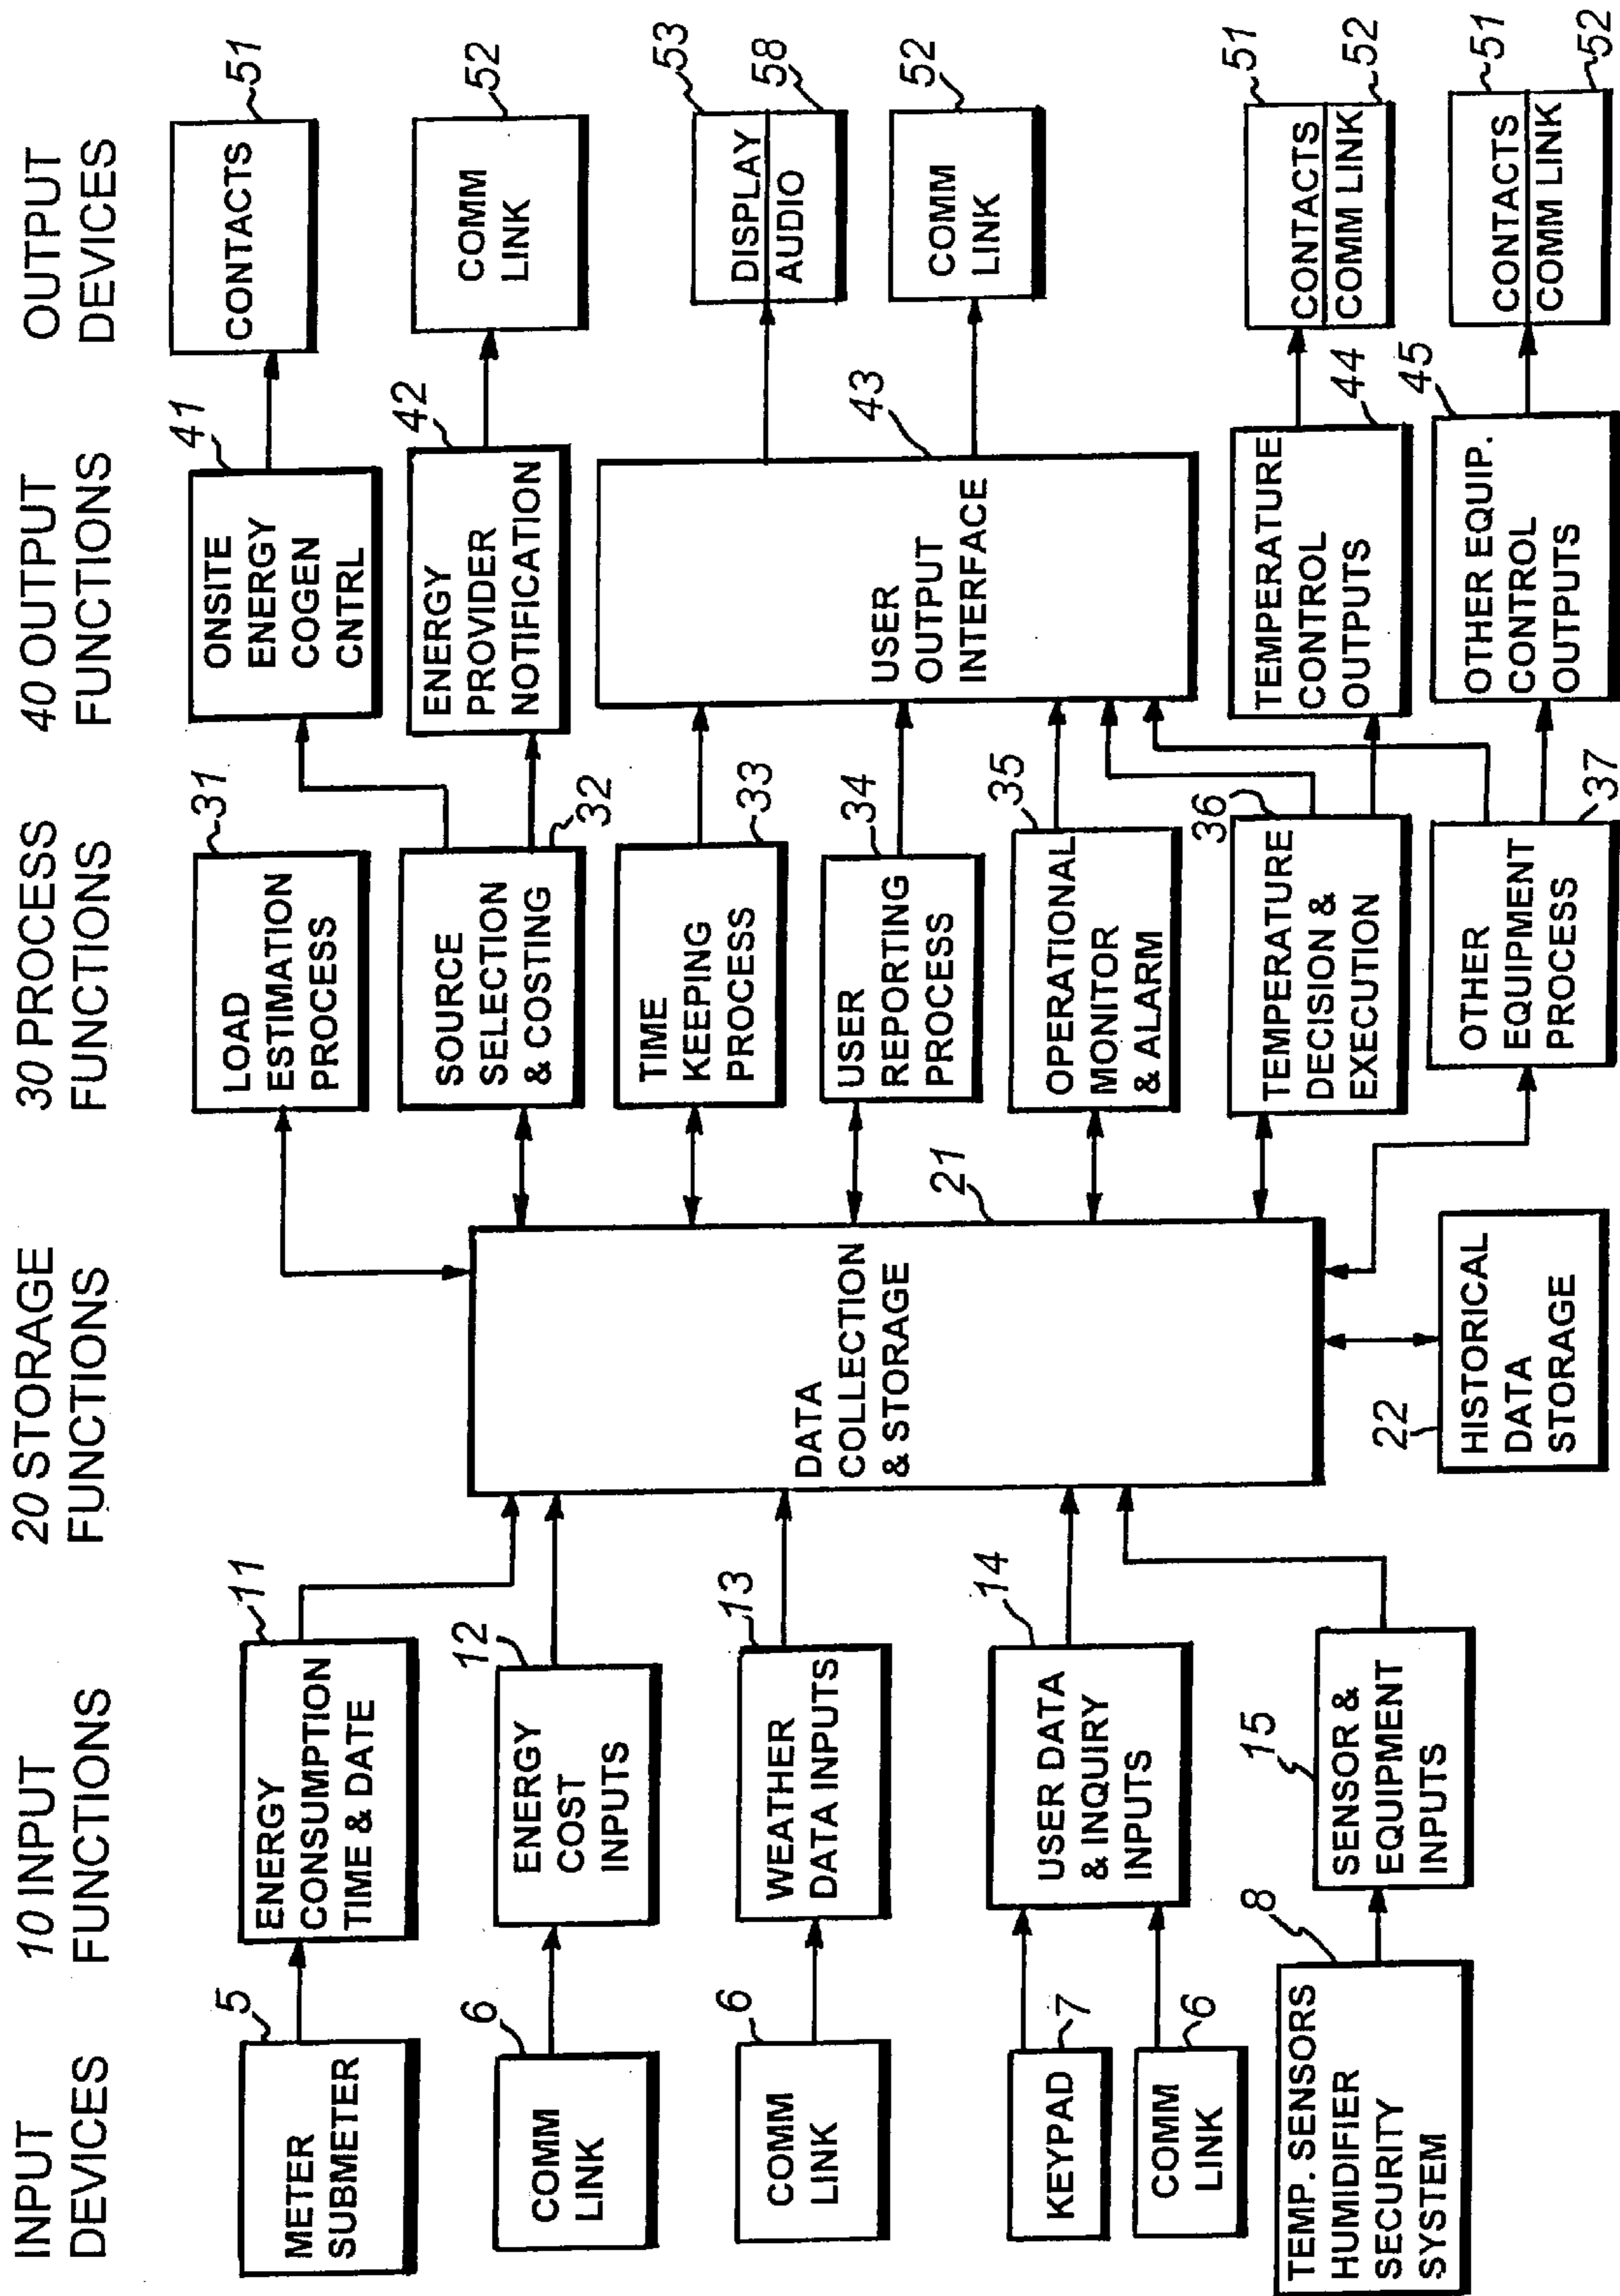 INPUT
DEVICES
10 INPUT
FUNCTIONS
20 STORAGE
FUNCTIONS
30 PROCESS
FUNCTIONS
40 OUTPUT
FUNCTIONS
OUTPUT
DEVICES
METER
SUBMETER
5
COMM
LINK
6
COMM
LINK
6
KEYPAD
7
COMM
LINK
6
TEMP. SENSORS
HUMIDIFIER
SECURITY
SYSTEM
8
ENERGY
CONSUMPTION
TIME & DATE
11
ENERGY
COST
INPUTS
12
WEATHER
DATA INPUTS
13
USER DATA
& INQUIRY
INPUTS
14
SENSOR &
EQUIPMENT
INPUTS
15
DATA
COLLECTION
& STORAGE
21
HISTORICAL
DATA
STORAGE
22
LOAD
ESTIMATION
PROCESS
31
SOURCE
SELECTION
& COSTING
32
TIME
KEEPING
PROCESS
33
USER
REPORTING
PROCESS
34
OPERATIONAL
MONITOR
& ALARM
35
TEMPERATURE
DECISION &
EXECUTION
36
OTHER
EQUIPMENT
PROCESS
37
ONSITE
ENERGY
COGEN
CNTRL
41
ENERGY
PROVIDER
NOTIFICATION
42
USER
OUTPUT
INTERFACE
43
TEMPERATURE
CONTROL
OUTPUTS
44
OTHER EQUIP.
CONTROL
OUTPUTS
45
CONTACTS
51
COMM
LINK
52
DISPLAY
53
AUDIO
58
COMM
LINK
52
CONTACTS
51
COMM LINK
52
CONTACTS
51
COMM LINK
52